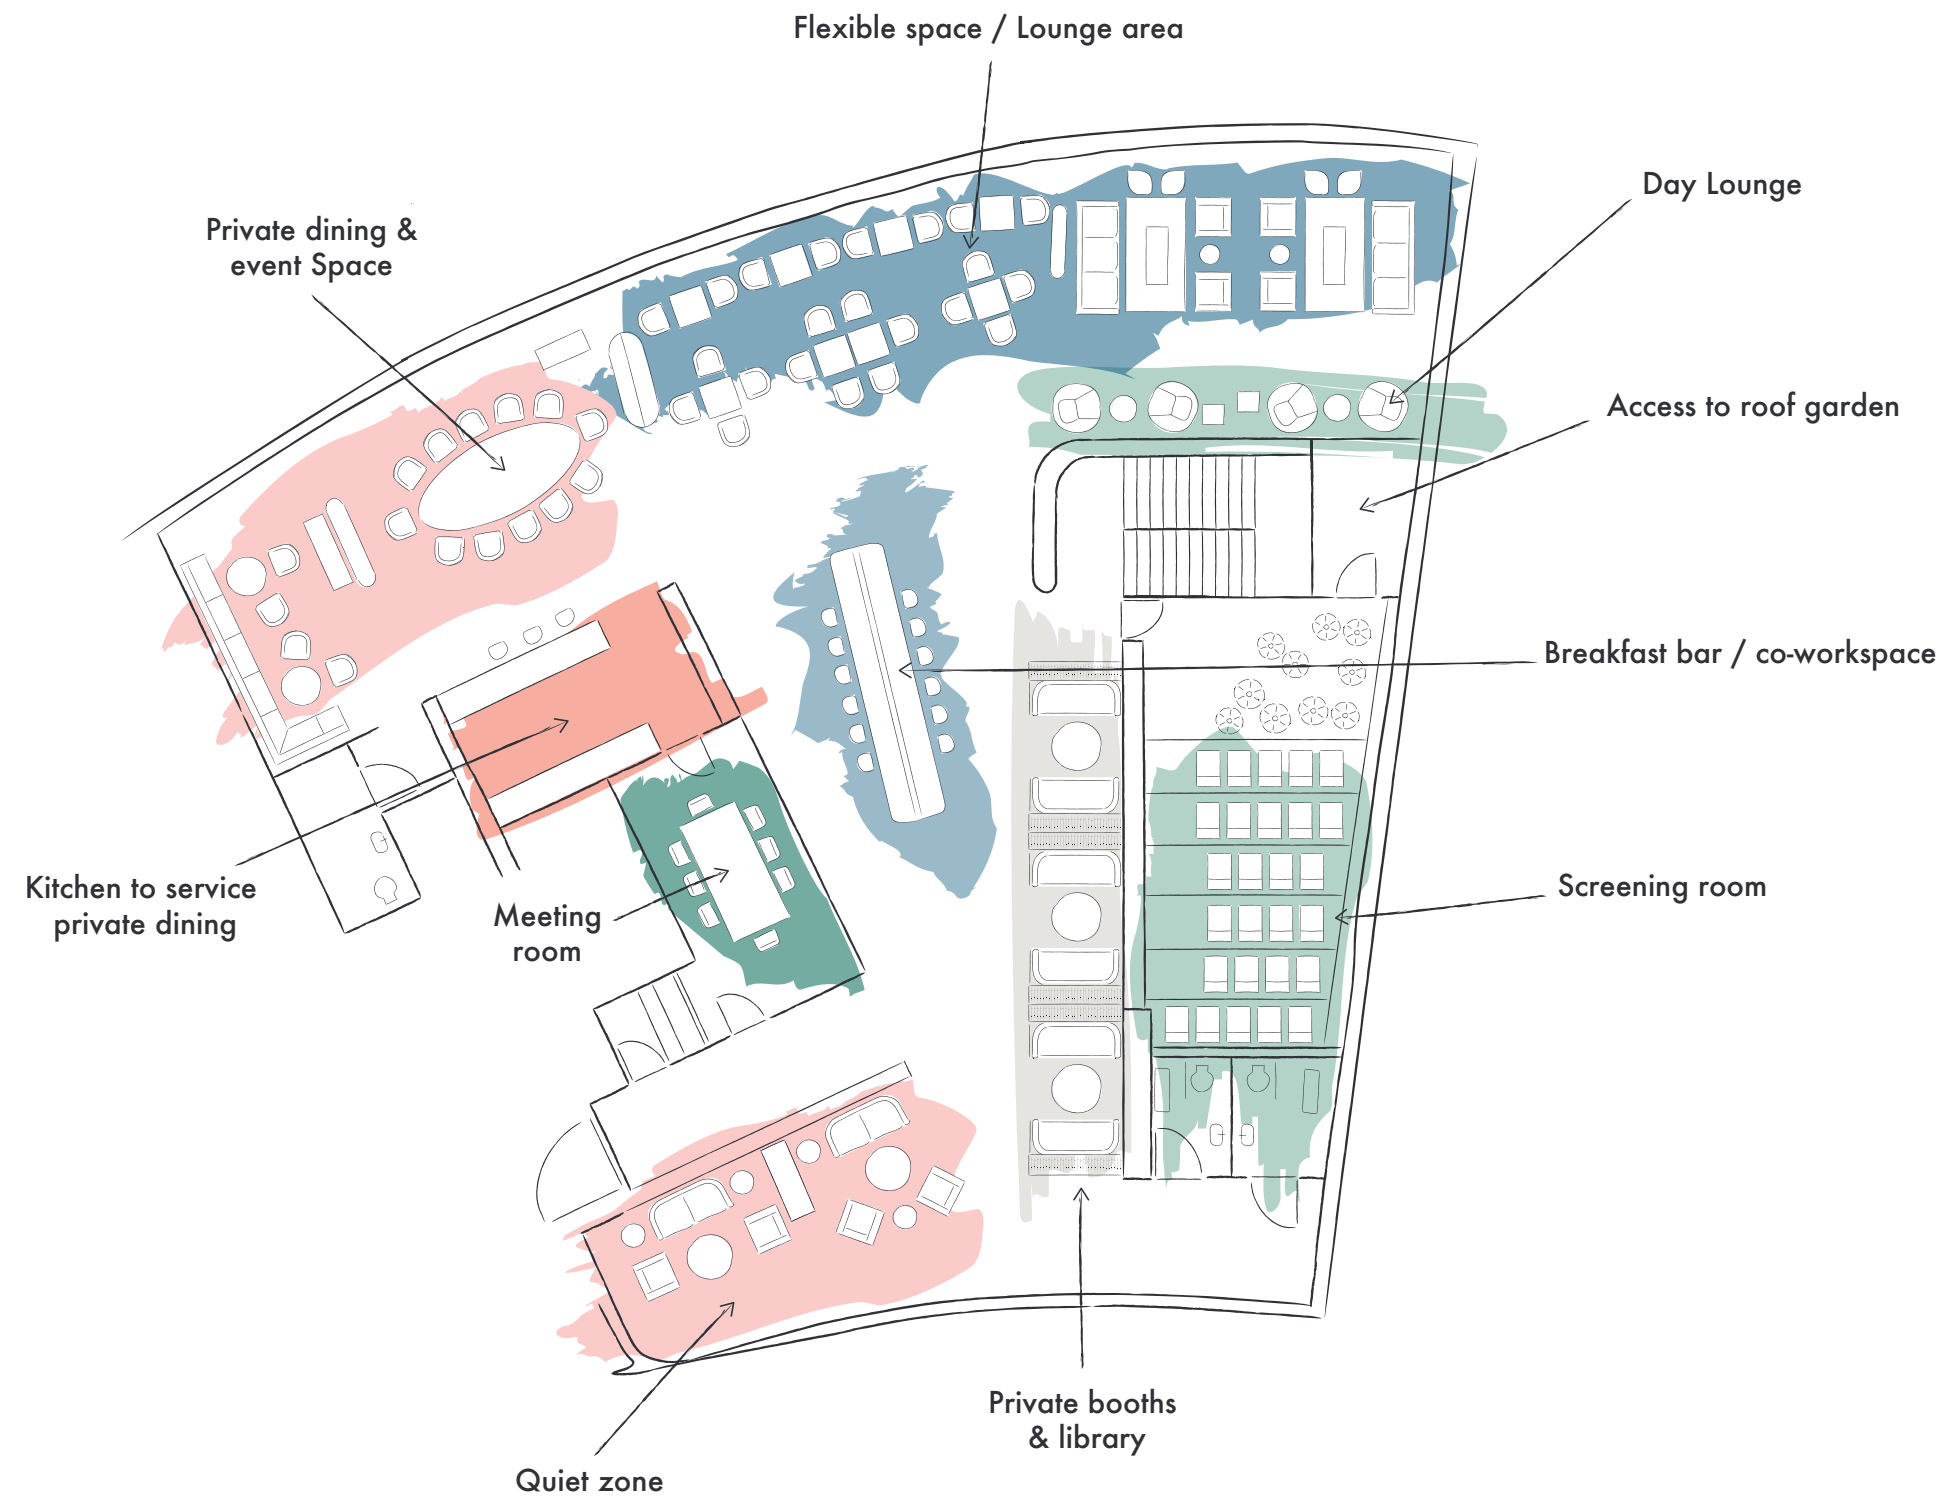 Flexible space / Lounge area
Day Lounge
Private dining &
event Space
Access to roof garden
Breakfast bar / co-workspace
Kitchen to service
private dining
Meeting
room
Screening room
Private booths
& library
Quiet zone